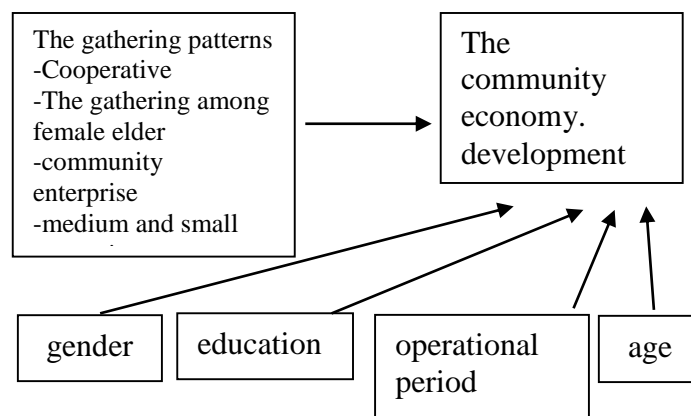 The gathering patterns
-Cooperative
-The gathering among
female elder
-community
enterprise
-medium and small
The
community
economy.
development
gender
education
operational
period
age